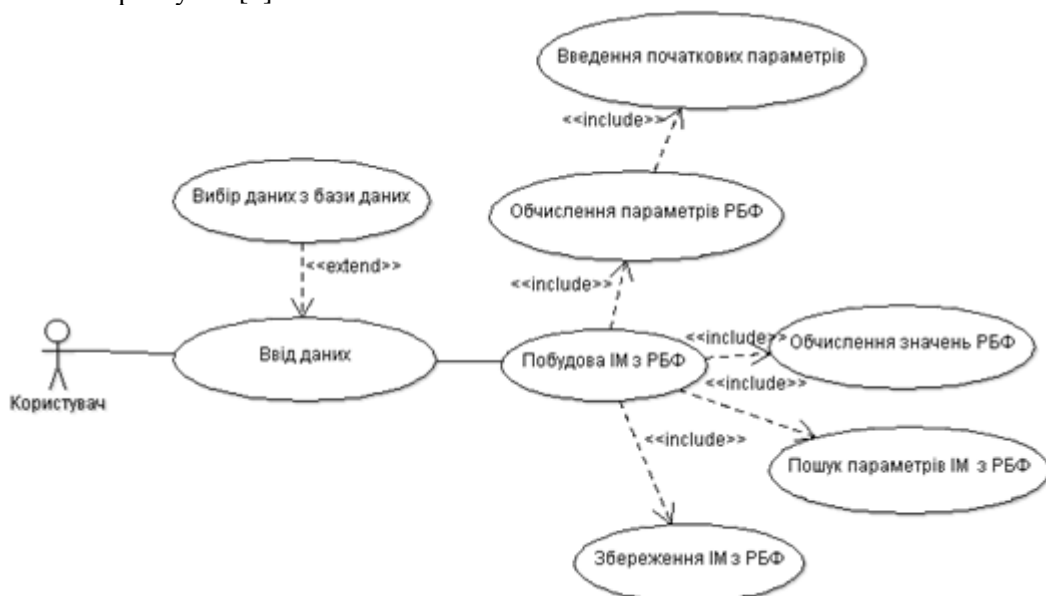 Введення початкових параметрів
<<include>>
Вибір даних з бази даних
Обчислення параметрів РБФ
<<extend>>
<<include>>
Ввід даних
Побудова ІМ з РБФ
<<include>>
Обчислення значень РБФ
<<include>>
Користувач
<<include>>
Пошук параметрів ІМ з РБФ
Збереження ІМ з РБФ